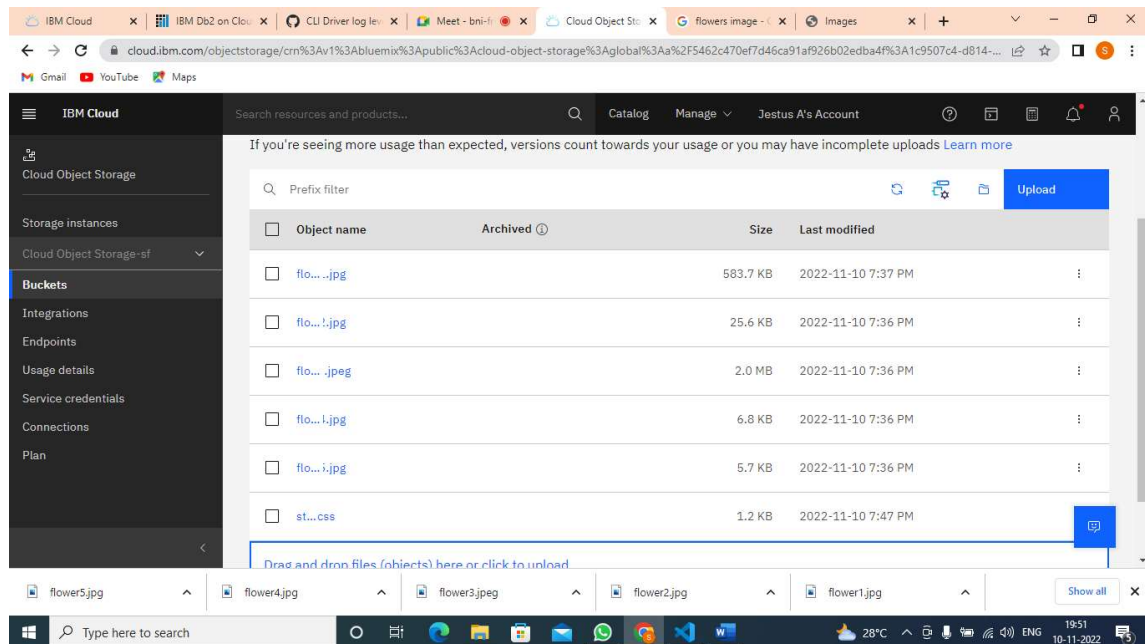 IBM Cloud
IBM Db2 on Clou
CLI Driver log lev
Meet - bni-f
Cloud Object Sto
flowers image -
Images
cloud.ibm.com/objectstorage/crn%3Av1%3Abluemix%3Apublic%3Acloud-object-storage%3Aglobal%3Aa%2F5462c470ef7d46ca91af926b02edba4f%3A1c9507c4-d814-...
S
Gmail YouTube Maps
IBM Cloud
Search resources and products...
Catalog
Manage
Jestus A's Account
Cloud Object Storage
Storage instances
Cloud Object Storage-sf
Buckets
Integrations
Endpoints
Usage details
Service credentials
Connections
Plan
If you're seeing more usage than expected, versions count towards your usage or you may have incomplete uploads Learn more
Prefix filter
Upload
Object name Archived Size Last modified
flo... .jpg 583.7 KB 2022-11-10 7:37 PM
flo... .jpg 25.6 KB 2022-11-10 7:36 PM
flo... .jpeg 2.0 MB 2022-11-10 7:36 PM
flo... .jpg 6.8 KB 2022-11-10 7:36 PM
flo... .jpg 5.7 KB 2022-11-10 7:36 PM
st...css 1.2 KB 2022-11-10 7:47 PM
Drag and drop files (objects) here or click to upload
flower5.jpg
flower4.jpg
flower3.jpeg
flower2.jpg
flower1.jpg
Show all
Type here to search
28°C
ENG
19:51
10-11-2022